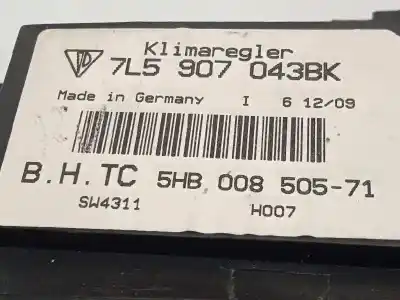 Klimaregler
7L5 907 043BK
Made in Germany I 6 12/09
B.H.TC 5HB 008 505-71
SW4311 H007